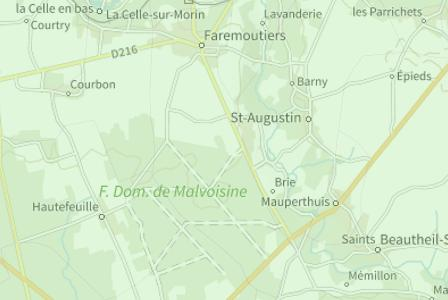 la Celle en bas
La Celle-sur-Morin
Lavanderie
les Parrichets
Courtry
Faremoutiers
D216
Courbon
Barny
Épieds
St-Augustin
F. Dom. de Malvoisine
Brie
Hautefeuille
Mauperthuis
Saints
Beautheil-S
Mémillon
Ma